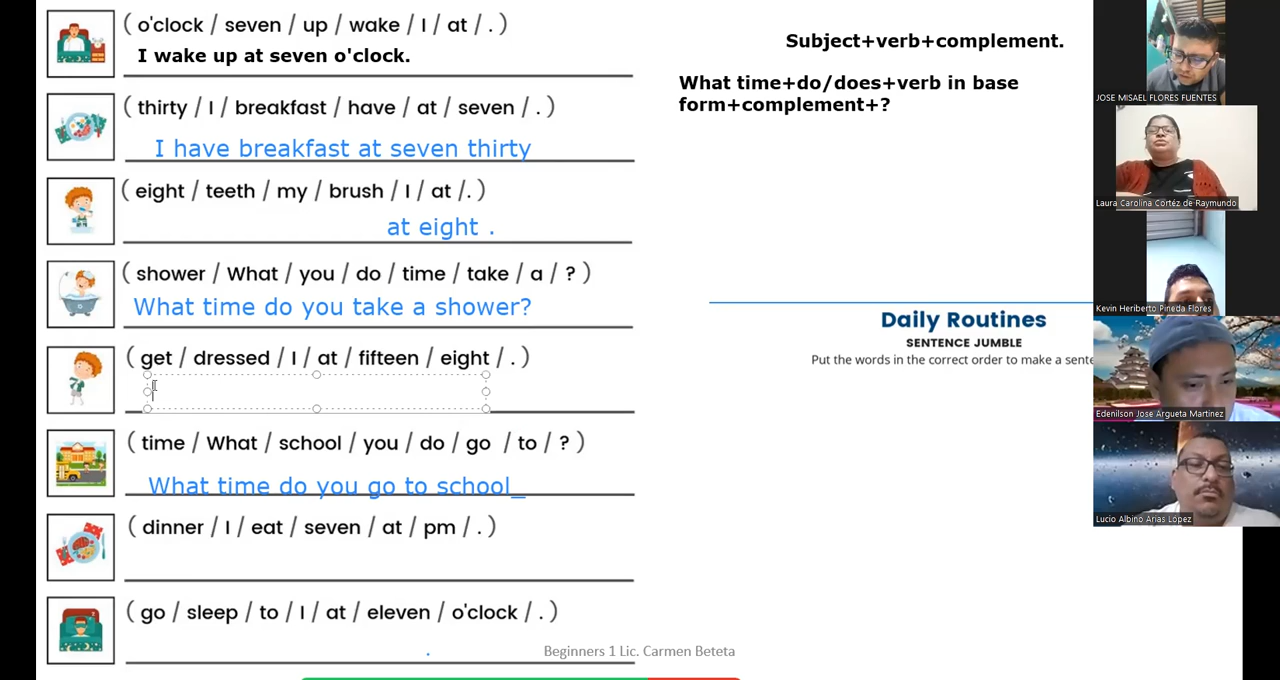 ( o'clock / seven / up / wake / I / at / . )
I wake up at seven o'clock.
( thirty / I / breakfast / have / at / seven / . )
I have breakfast at seven thirty
( eight / teeth / my / brush / I / at /. )
at eight .
( shower / What / you / do / time / take / a / ? )
What time do you take a shower?
( get / dressed / I / at / fifteen / eight / . )
( time / What / school / you / do / go / to / ? )
What time do you go to school_
( dinner / I / eat / seven / at / pm / . )
( go / sleep / to / I / at / eleven / o'clock / . )
.
Beginners 1 Lic. Carmen Beteta
Subject+verb+complement.
What time+do/does+verb in base
form+complement+?
Daily Routines
SENTENCE JUMBLE
Put the words in the correct order to make a sente
JOSE MISAEL FLORES FUENTES
Laura Carolina Cortéz de Raymundo
Kevin Heriberto Pineda Flores
Edenilson Jose Argueta Martinez
Lucio Albino Arias López